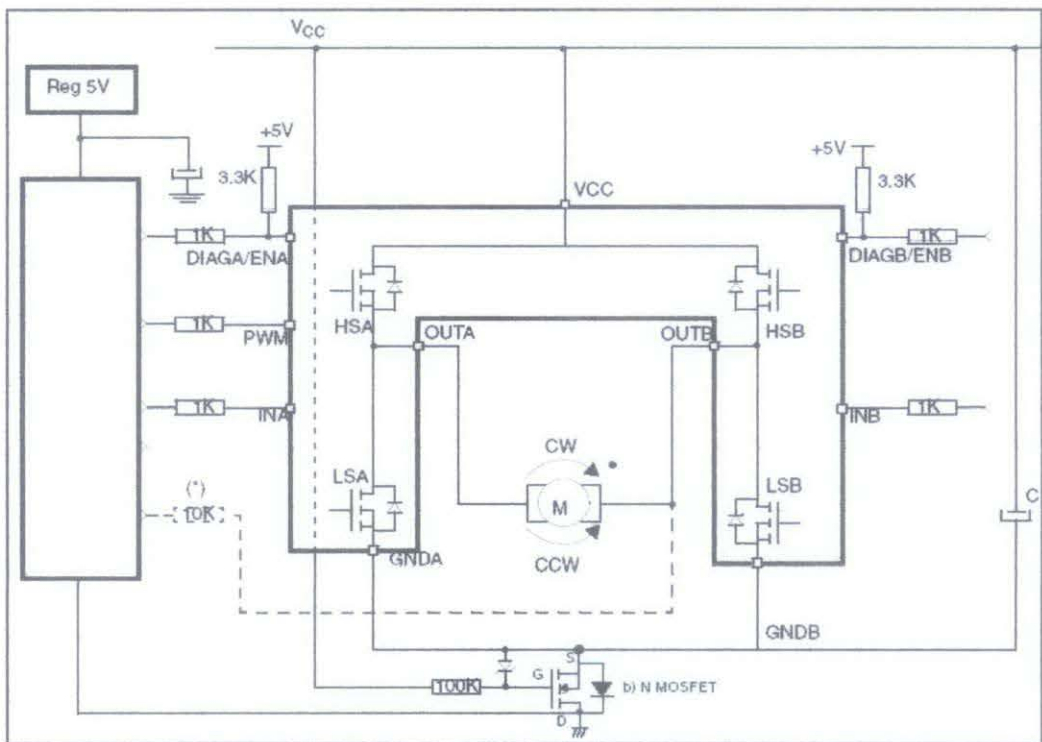 VCC
Reg 5V
+5V
3.3K
1K
DIAGA/ENA
1K
PWM
1K
INA
(*)
10K
VCC
HSA
OUTA
OUTB
HSB
LSA
CW
M
CCW
LSB
GNDA
GNDB
+5V
3.3K
1K
DIAGB/ENB
1K
INB
C
100K
G
S
D
b) N MOSFET